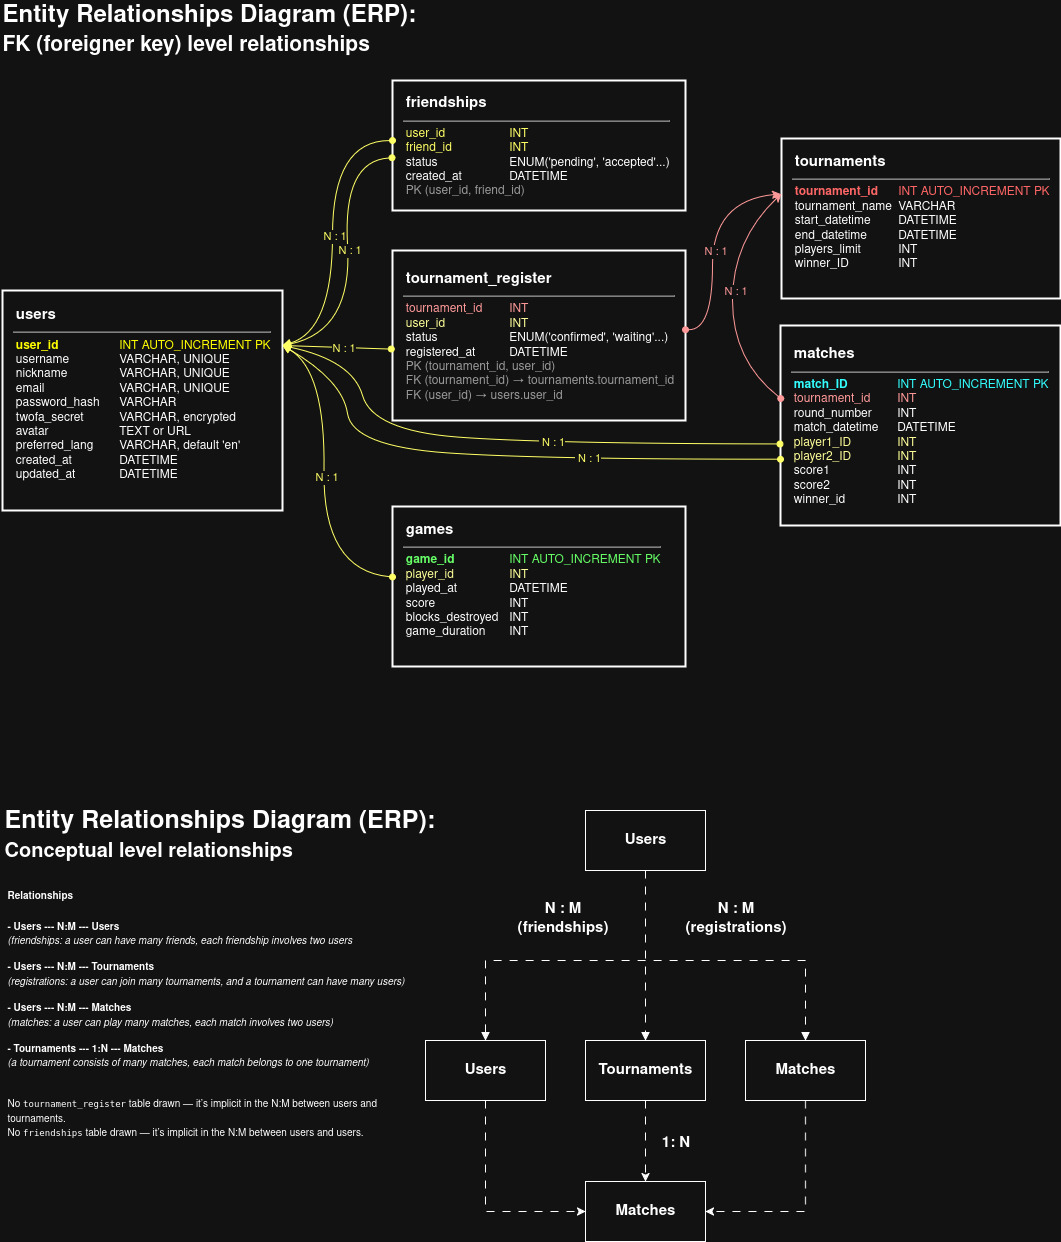 Entity Relationships Diagram (ERP):
FK (foreigner key) level relationships
friendships
user_id INT
friend_id INT
status ENUM('pending', 'accepted'...)
created_at DATETIME
PK (user_id, friend_id)
tournaments
tournament_id INT AUTO_INCREMENT PK
tournament_name VARCHAR
start_datetime DATETIME
end_datetime DATETIME
players_limit INT
winner_ID INT
N : 1
N : 1
N : 1
N : 1
tournament_register
tournament_id INT
user_id INT
status ENUM('confirmed', 'waiting'...)
registered_at DATETIME
PK (tournament_id, user_id)
FK (tournament_id) → tournaments.tournament_id
FK (user_id) → users.user_id
users
user_id INT AUTO_INCREMENT PK
username VARCHAR, UNIQUE
nickname VARCHAR, UNIQUE
email VARCHAR, UNIQUE
password_hash VARCHAR
twofa_secret VARCHAR, encrypted
avatar TEXT or URL
preferred_lang VARCHAR, default 'en'
created_at DATETIME
updated_at DATETIME
N : 1
matches
match_ID INT AUTO_INCREMENT PK
tournament_id INT
round_number INT
match_datetime DATETIME
player1_ID INT
player2_ID INT
score1 INT
score2 INT
winner_id INT
N : 1
N : 1
N : 1
games
game_id INT AUTO_INCREMENT PK
player_id INT
played_at DATETIME
score INT
blocks_destroyed INT
game_duration INT
Entity Relationships Diagram (ERP):
Conceptual level relationships
Relationships
- Users --- N:M --- Users
(friendships: a user can have many friends, each friendship involves two users
- Users --- N:M --- Tournaments
(registrations: a user can join many tournaments, and a tournament can have many users)
- Users --- N:M --- Matches
(matches: a user can play many matches, each match involves two users)
- Tournaments --- 1:N --- Matches
(a tournament consists of many matches, each match belongs to one tournament)
No tournament_register table drawn — it's implicit in the N:M between users and
tournaments.
No friendships table drawn — it's implicit in the N:M between users and users.
Users
N : M
(friendships)
N : M
(registrations)
Users
Tournaments
Matches
1: N
Matches